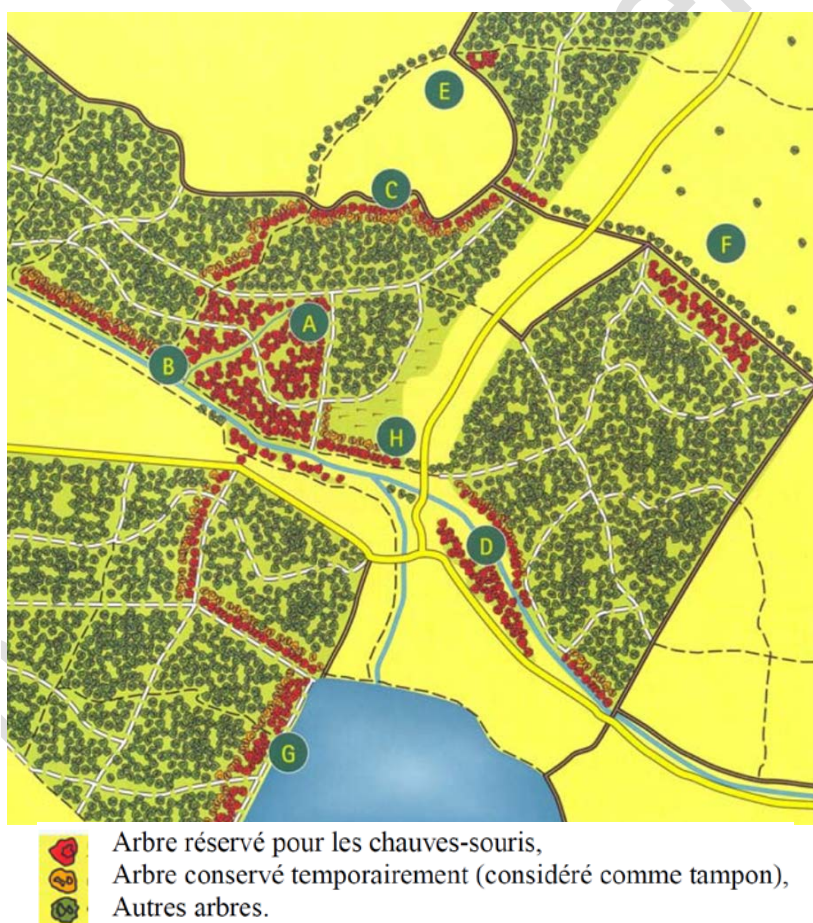 E
C
F
A
B
H
D
G
Arbre réservé pour les chauves-souris,
Arbre conservé temporairement (considéré comme tampon),
Autres arbres.